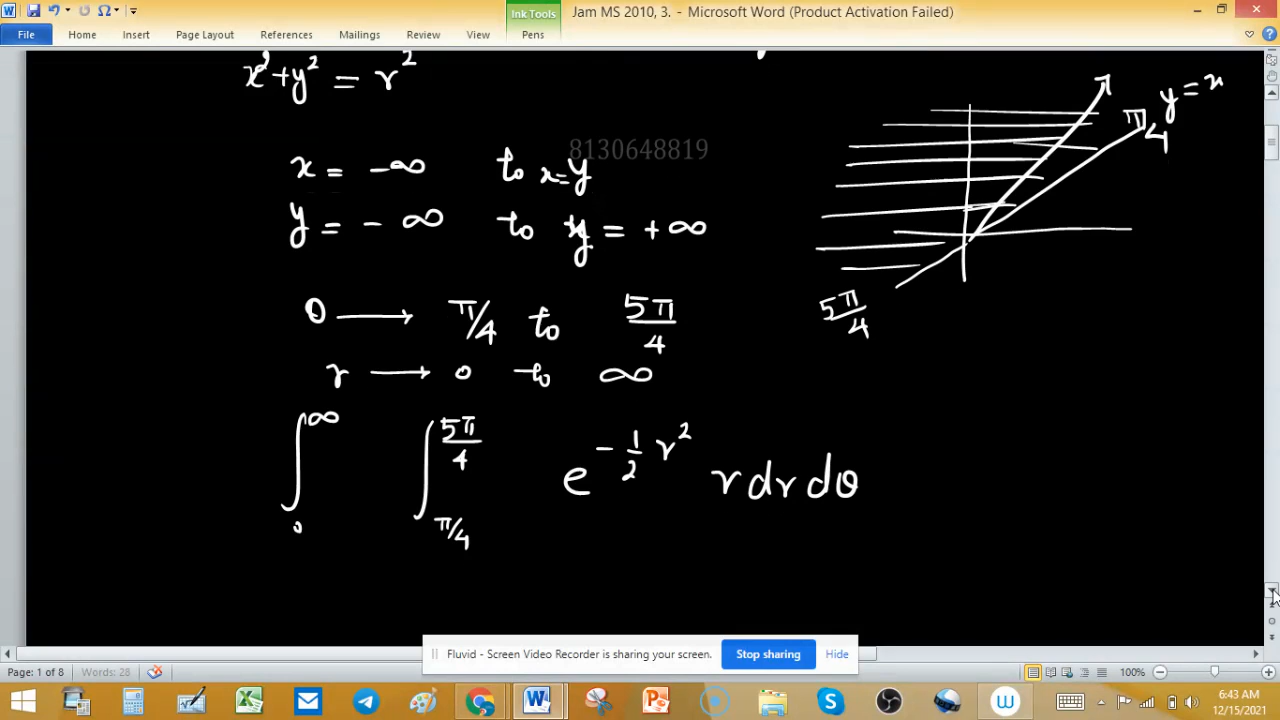 Ink Tools
Jam MS 2010, 3. - Microsoft Word (Product Activation Failed)
File Home Insert Page Layout References Mailings Review View Pens
x²+y² = r²
y = x
π/4
8130648819
x = -∞ to x=y
y = -∞ to y = +∞
θ → π/4 to 5π/4
5π/4
r → 0 to ∞
∫₀^∞ ∫_{π/4}^{5π/4} e^{-1/2 r²} r dr dθ
Fluvid - Screen Video Recorder is sharing your screen. Stop sharing Hide
Page: 1 of 8 Words: 28 100%
6:43 AM
12/15/2021